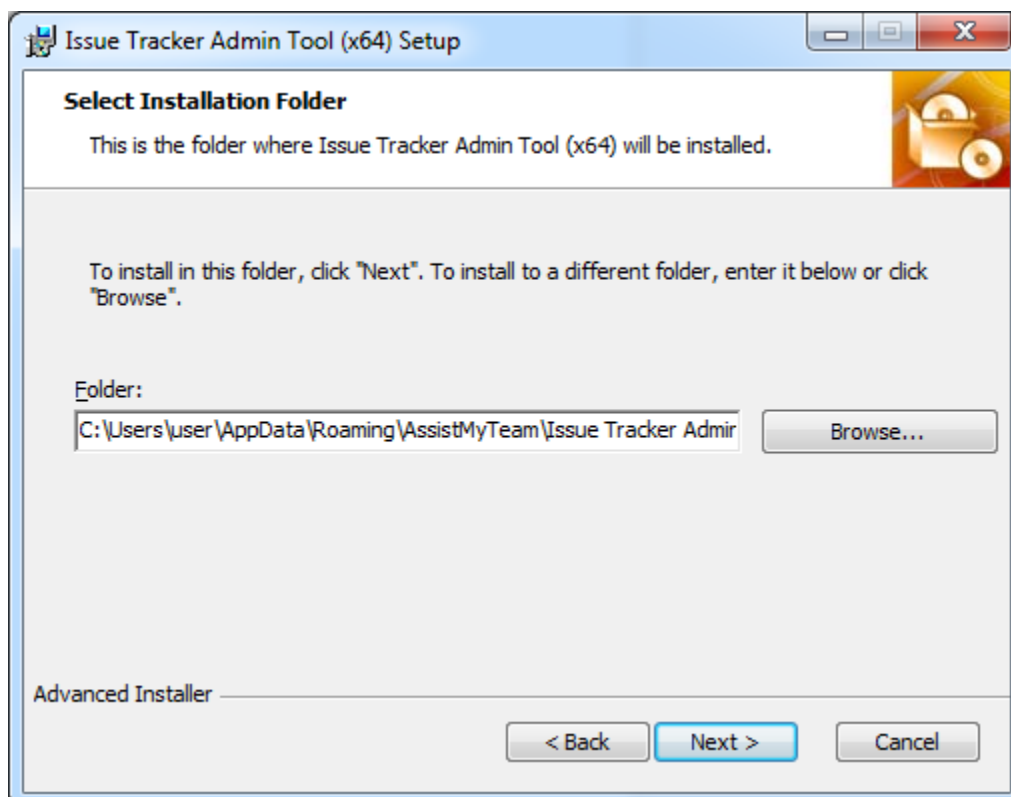 Issue Tracker Admin Tool (x64) Setup
Select Installation Folder
This is the folder where Issue Tracker Admin Tool (x64) will be installed.
To install in this folder, click "Next". To install to a different folder, enter it below or click
"Browse".
Folder:
C:\Users\user\AppData\Roaming\AssistMyTeam\Issue Tracker Admin
Browse...
Advanced Installer
< Back
Next >
Cancel